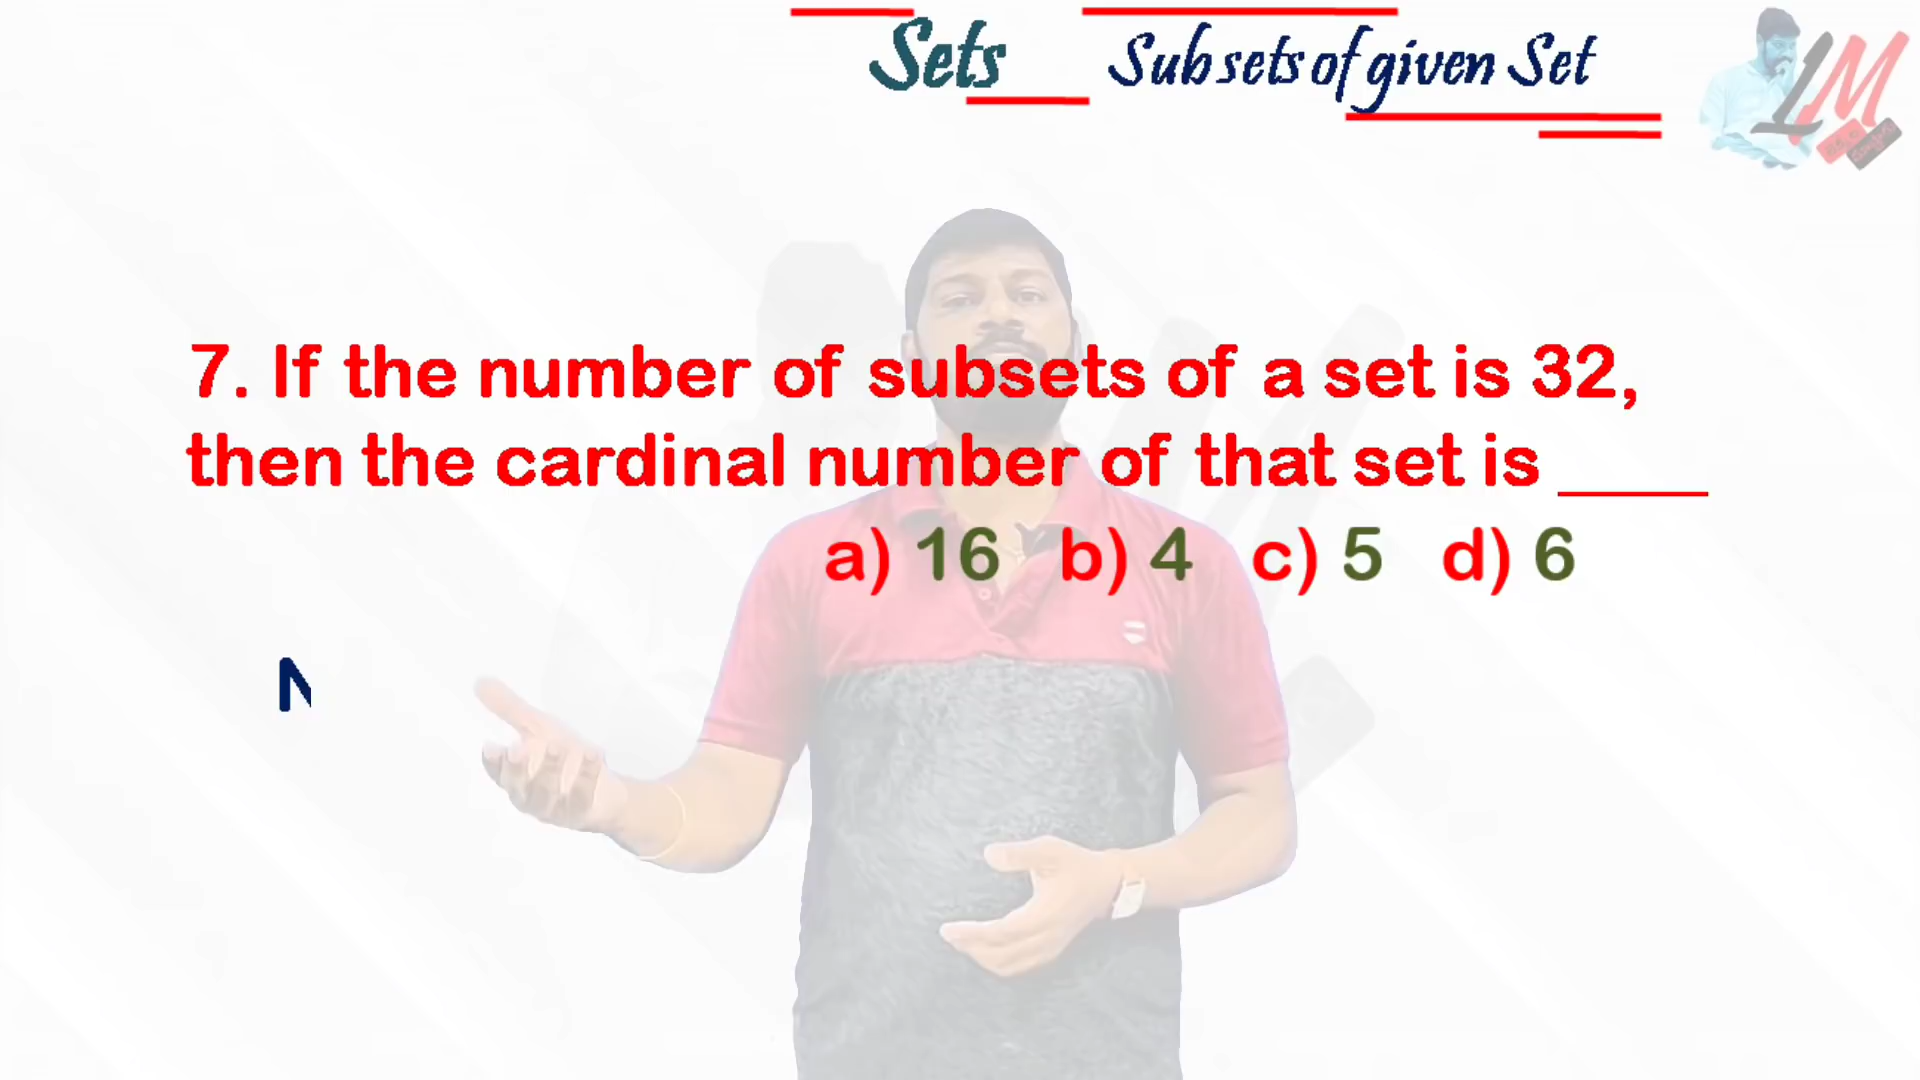 Sets Subsets of given Set
LM
7. If the number of subsets of a set is 32,
then the cardinal number of that set is ____
a) 16 b) 4 c) 5 d) 6
N